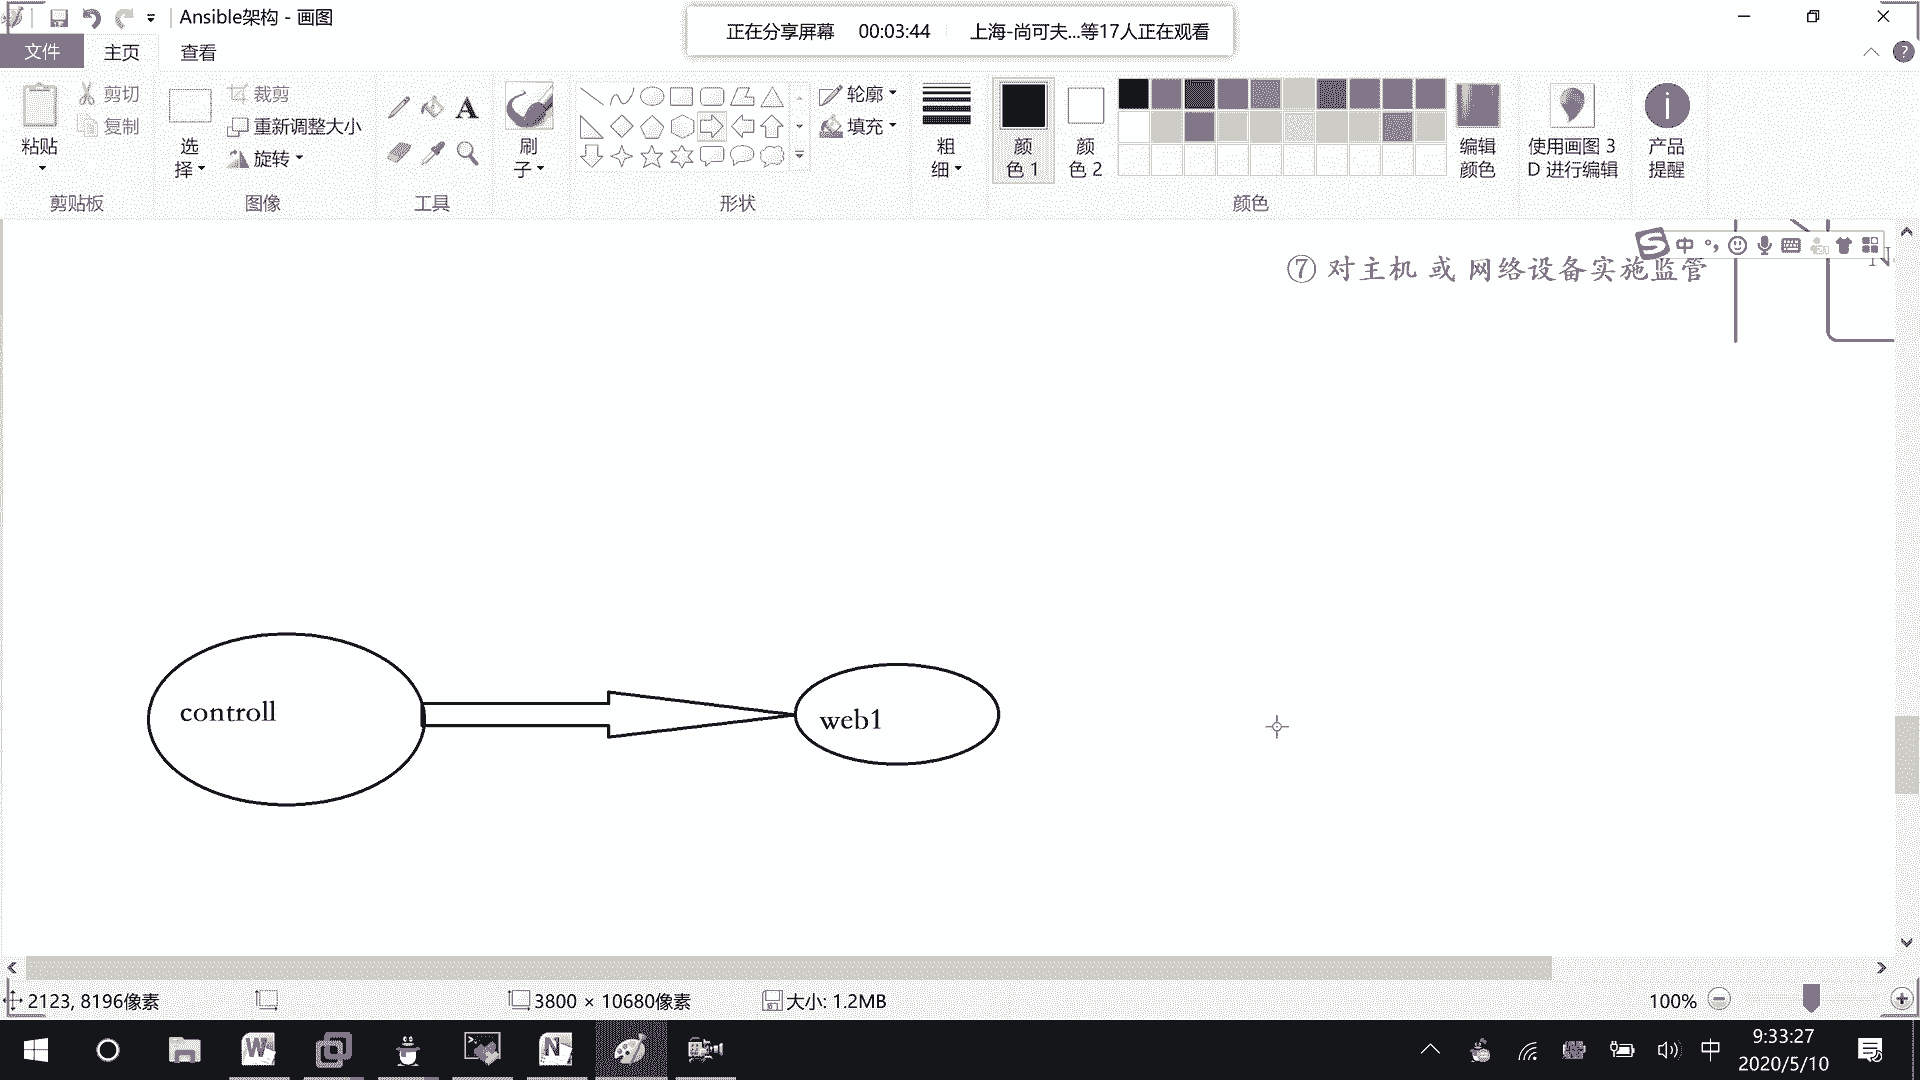 Ansible架构 - 画图
正在分享屏幕 00:03:44 上海-尚可夫...等17人正在观看
文件 主页 查看
粘贴
剪切
复制
剪贴板
选择
裁剪
重新调整大小
旋转
图像
A
工具
刷子
轮廓
填充
形状
粗细
颜色 1
颜色 2
颜色
编辑颜色
使用画图 3
D 进行编辑
产品提醒
中
⑦ 对主机 或 网络设备实施监管
N
controll
web1
2123, 8196像素
3800 × 10680像素
大小: 1.2MB
100%
中
9:33:27
2020/5/10